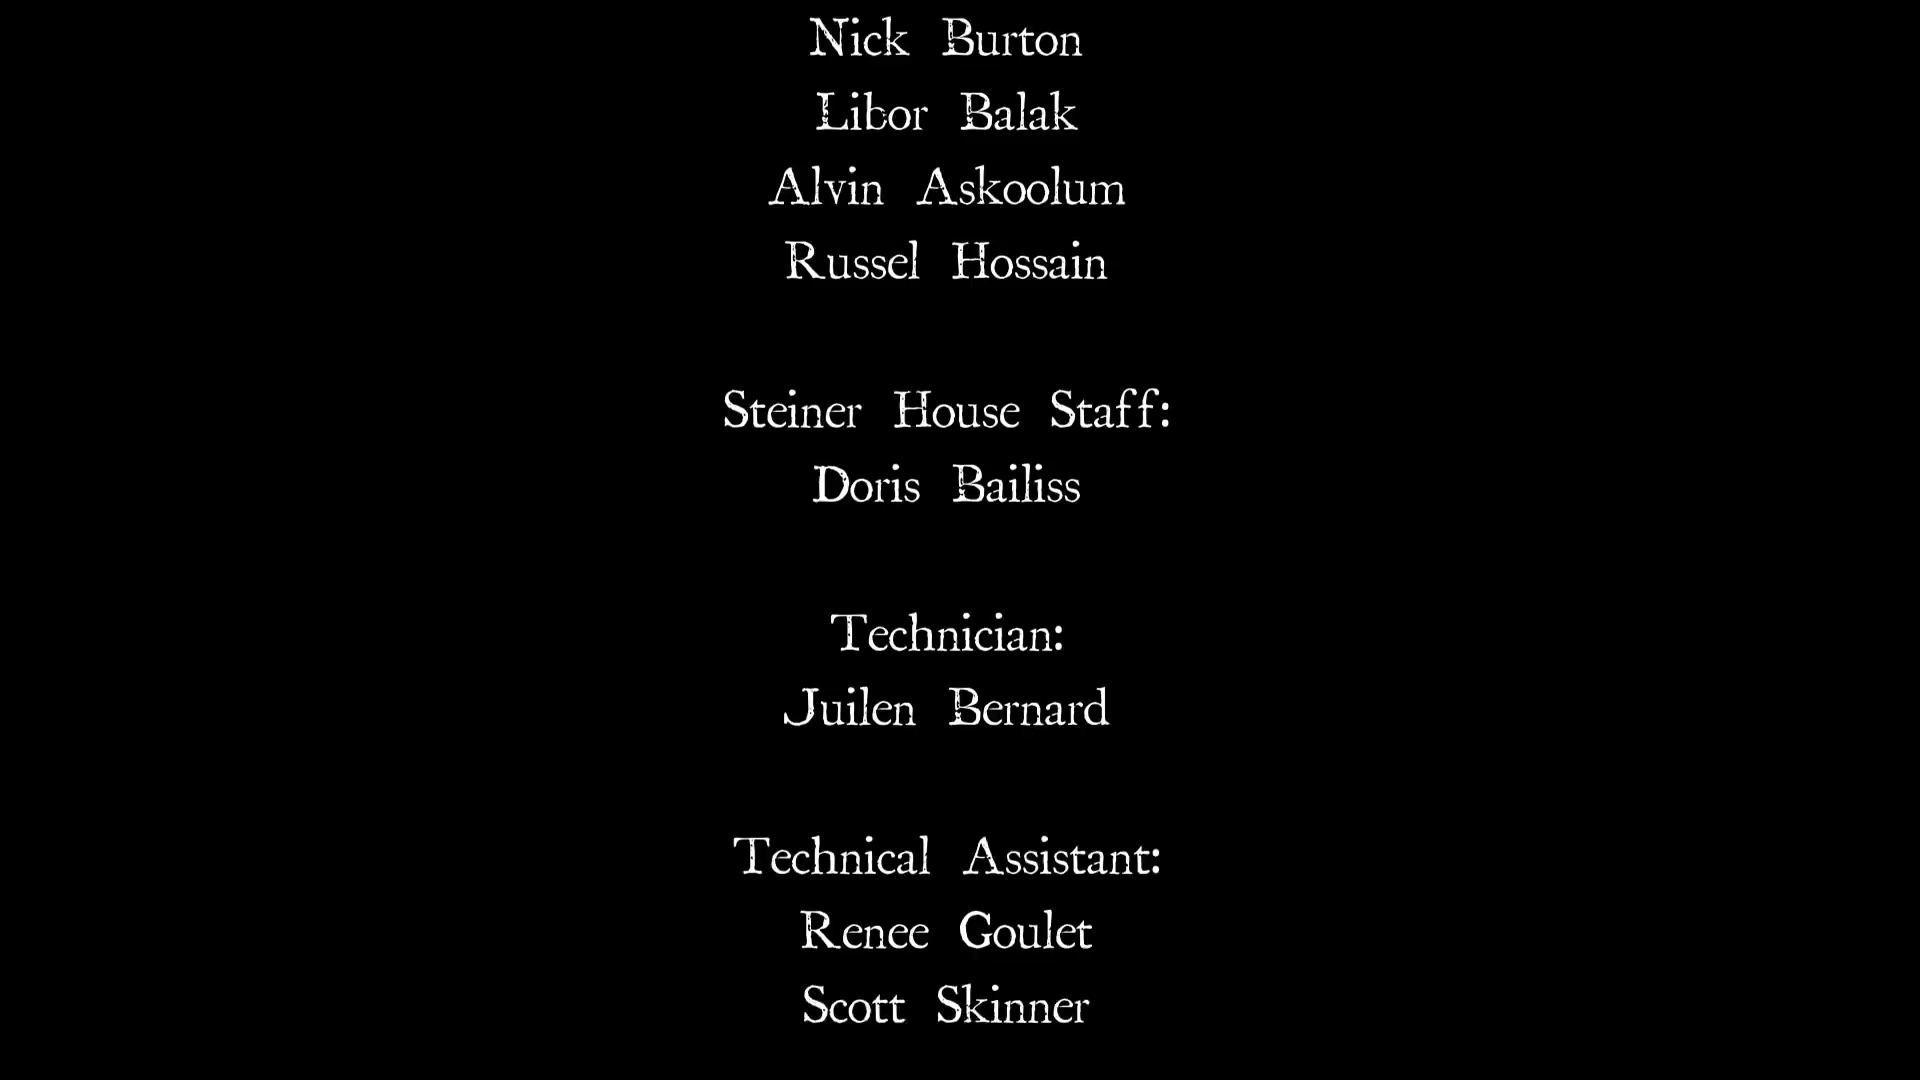 Nick Burton
Libor Balak
Alvin Askoolum
Russel Hossain
Steiner House Staff:
Doris Bailiss
Technician:
Juilen Bernard
Technical Assistant:
Renee Goulet
Scott Skinner